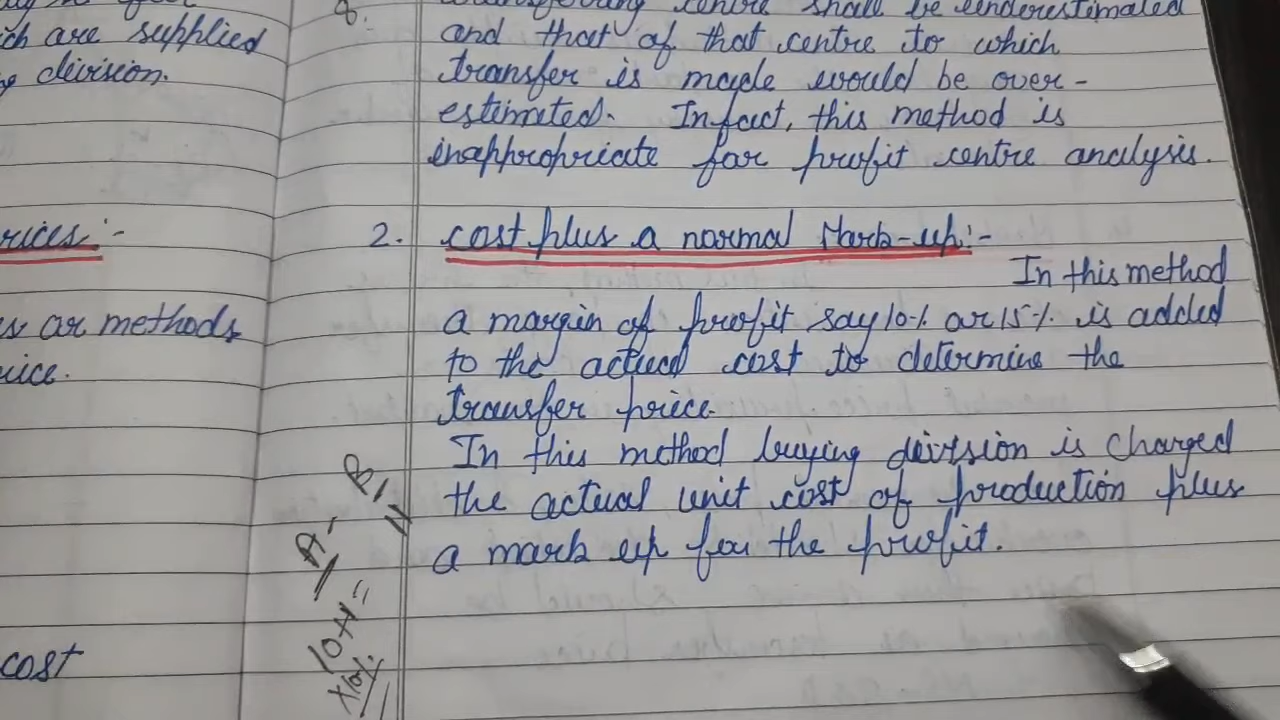 ich are supplied
division.
rices :-
or methods
cost
8.
centre shall be underestimated
and that of that centre to which
transfer is made would be over-
estimated. Infact, this method is
inappropriate for profit centre analysis.
2. cost plus a normal Mark-up :-
In this method
a margin of profit say 10% or 15% is added
to the actual cost to determine the
transfer price.
In this method buying division is charged
the actual unit cost of production plus
a mark up for the profit.
A - B